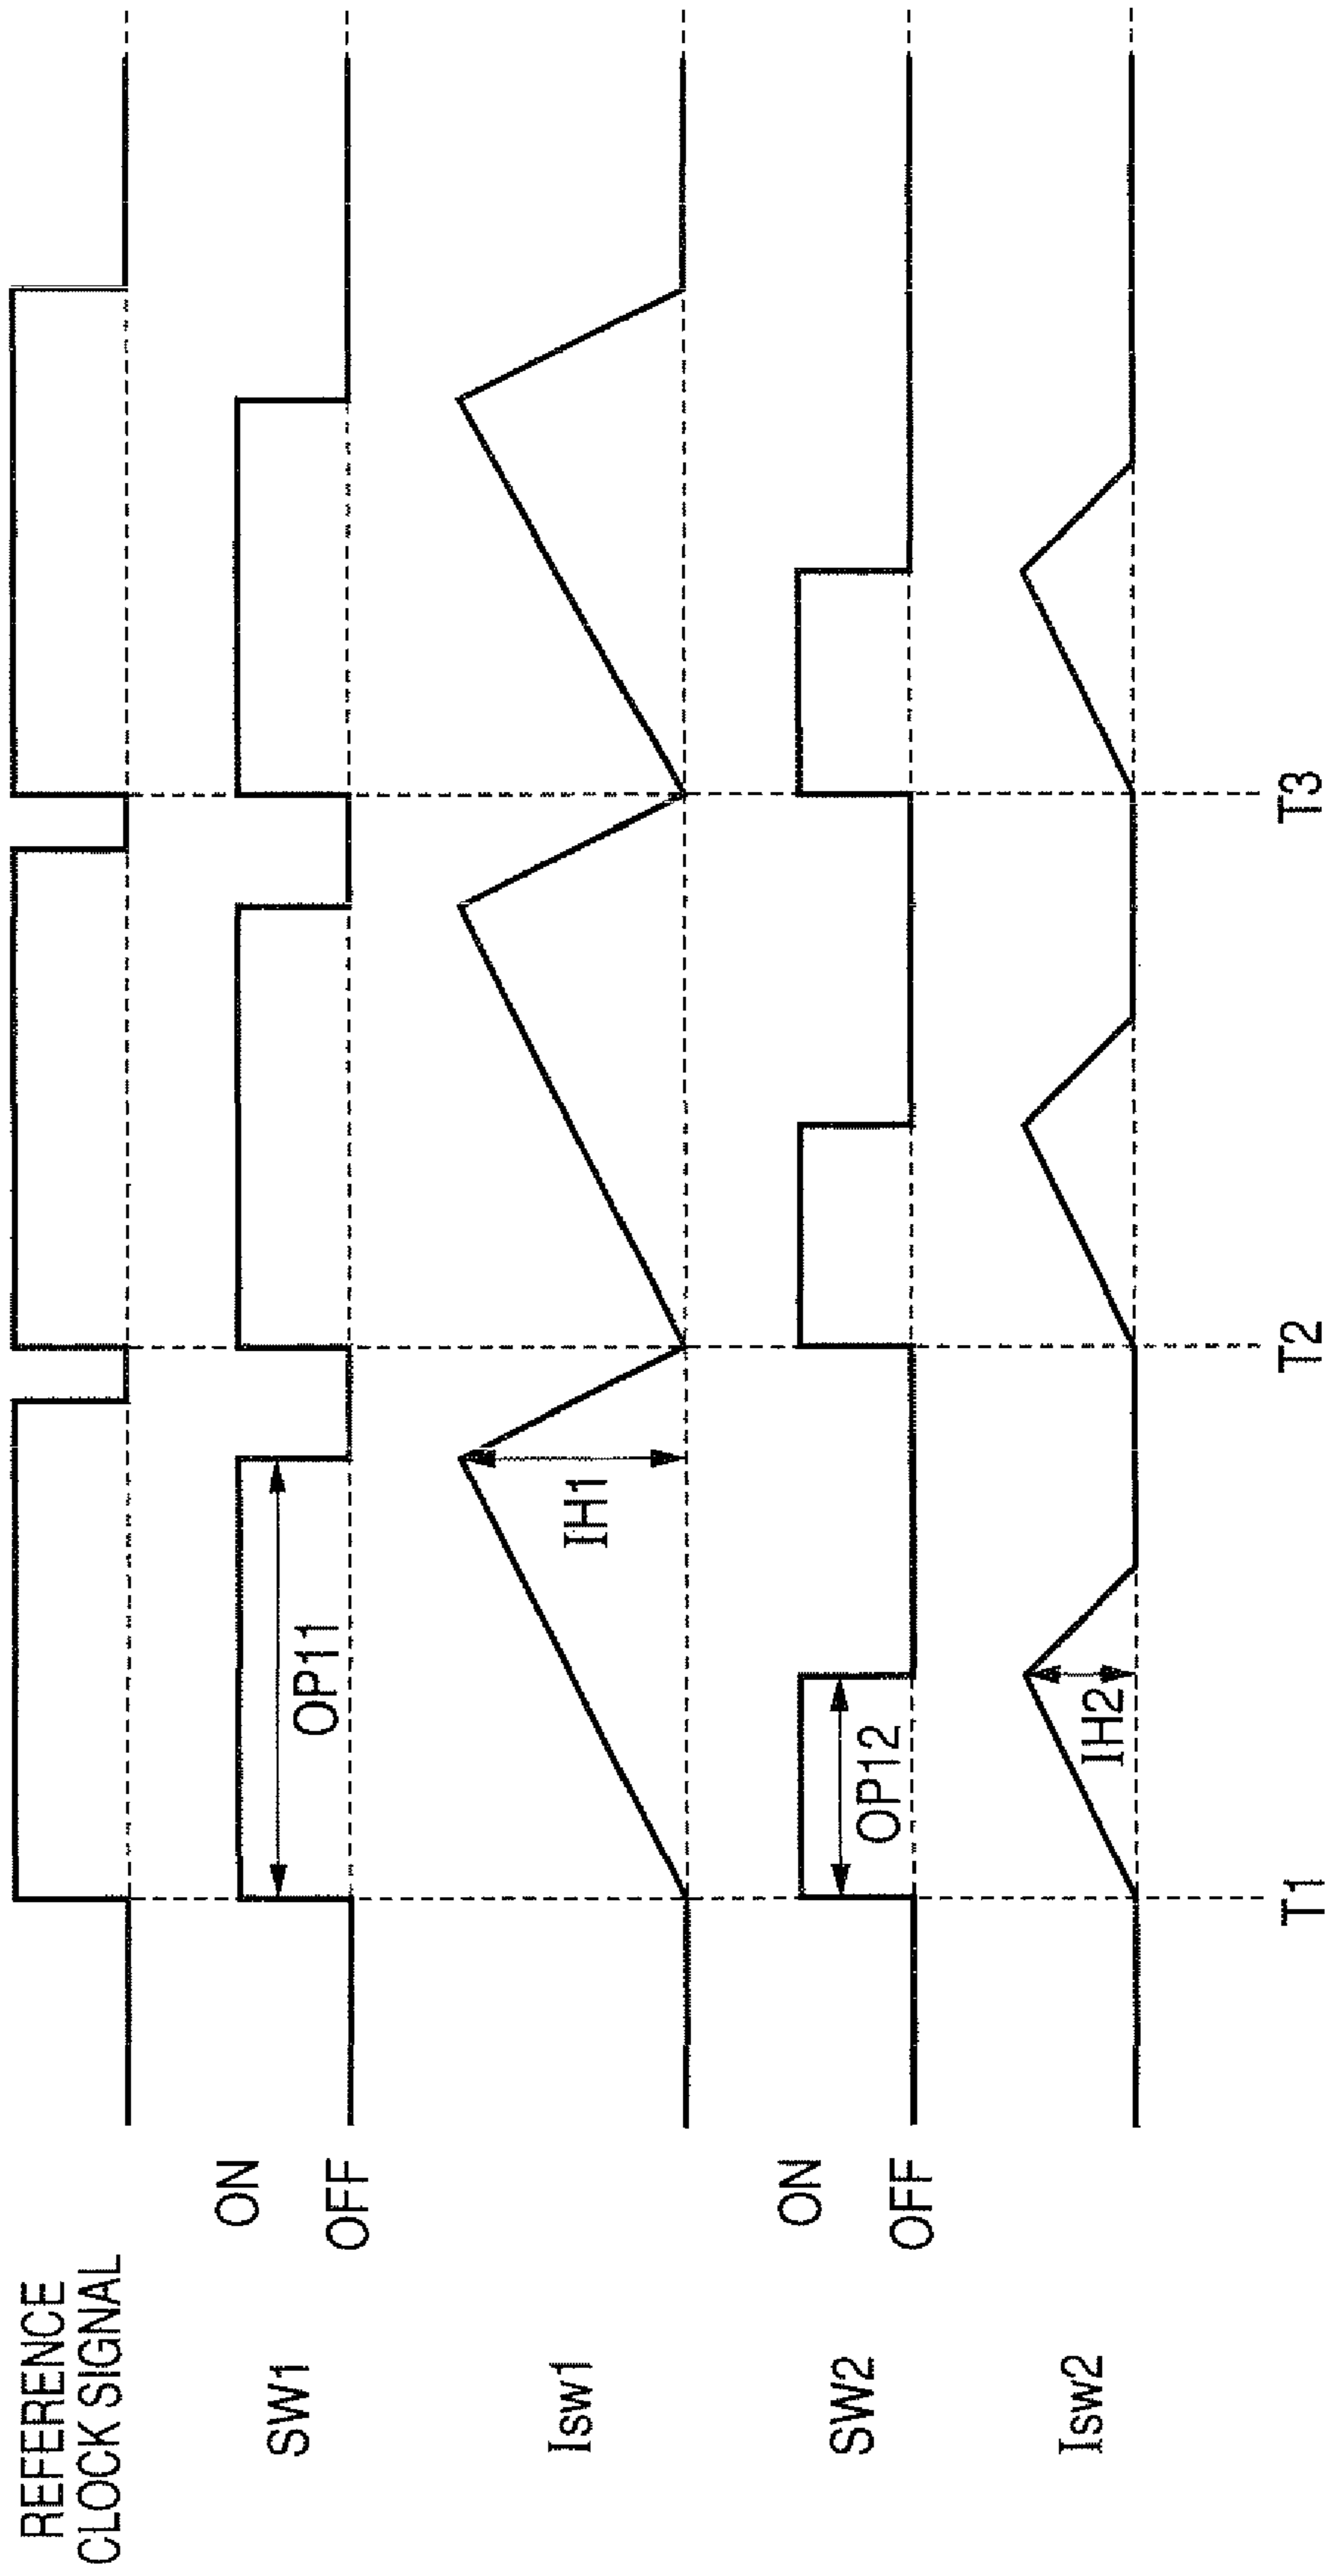 REFERENCE
CLOCK SIGNAL
ON
SW1
OFF
OP11
Isw1
IH1
ON
SW2
OFF
OP12
Isw2
IH2
T1
T2
T3